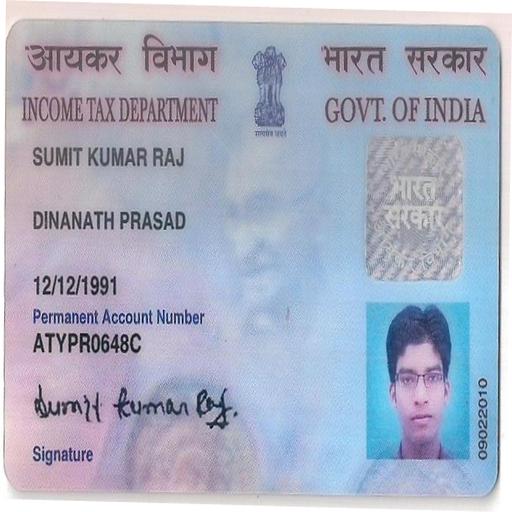 आयकर विभाग
भारत सरकार
INCOME TAX DEPARTMENT
GOVT. OF INDIA
सत्यमेव जयते
SUMIT KUMAR RAJ
भारत
सरकार
DINANATH PRASAD
12/12/1991
Permanent Account Number
ATYPR0648C
Sumit Kumar Raj.
Signature
09022010